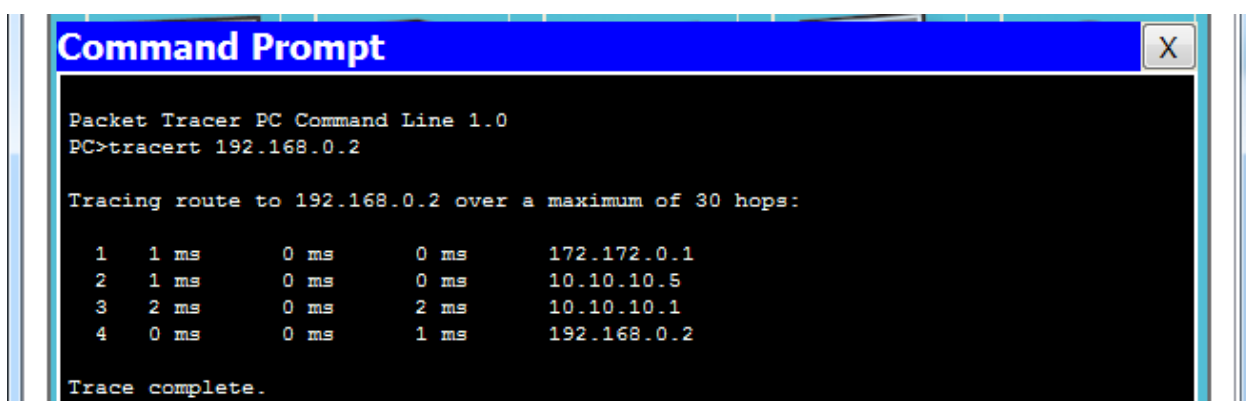 Command Prompt
X
Packet Tracer PC Command Line 1.0
PC>tracert 192.168.0.2
Tracing route to 192.168.0.2 over a maximum of 30 hops:
1 1 ms 0 ms 0 ms 172.172.0.1
2 1 ms 0 ms 0 ms 10.10.10.5
3 2 ms 0 ms 2 ms 10.10.10.1
4 0 ms 0 ms 1 ms 192.168.0.2
Trace complete.